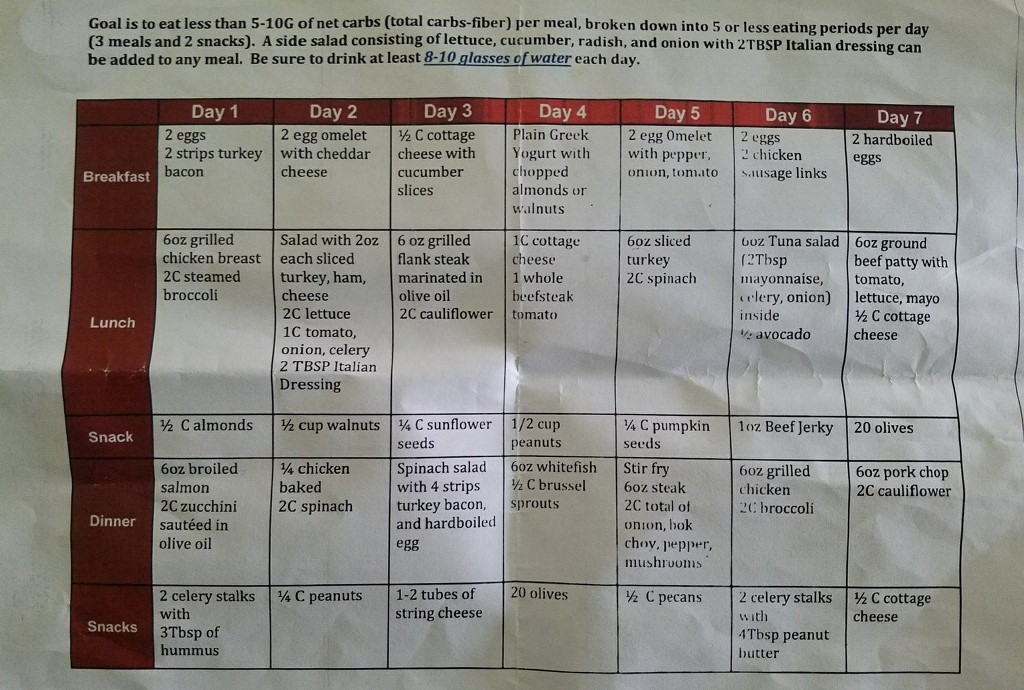 Goal is to eat less than 5-10G of net carbs (total carbs-fiber) per meal, broken down into 5 or less eating periods per day
(3 meals and 2 snacks). A side salad consisting of lettuce, cucumber, radish, and onion with 2TBSP Italian dressing can
be added to any meal. Be sure to drink at least 8-10 glasses of water each day.
Day 1 Day 2 Day 3 Day 4 Day 5 Day 6 Day 7
Breakfast
2 eggs
2 strips turkey
bacon
2 egg omelet
with cheddar
cheese
½ C cottage
cheese with
cucumber
slices
Plain Greek
Yogurt with
chopped
almonds or
walnuts
2 egg Omelet
with pepper,
onion, tomato
2 eggs
2 chicken
sausage links
2 hardboiled
eggs
Lunch
6oz grilled
chicken breast
2C steamed
broccoli
Salad with 2oz
each sliced
turkey, ham,
cheese
2C lettuce
1C tomato,
onion, celery
2 TBSP Italian
Dressing
6 oz grilled
flank steak
marinated in
olive oil
2C cauliflower
1C cottage
cheese
1 whole
beefsteak
tomato
6oz sliced
turkey
2C spinach
6oz Tuna salad
(2Tbsp
mayonnaise,
celery, onion)
inside
½ avocado
6oz ground
beef patty with
tomato,
lettuce, mayo
½ C cottage
cheese
Snack
½ C almonds
½ cup walnuts
¼ C sunflower
seeds
1/2 cup
peanuts
¼ C pumpkin
seeds
1oz Beef Jerky
20 olives
Dinner
6oz broiled
salmon
2C zucchini
sautéed in
olive oil
¼ chicken
baked
2C spinach
Spinach salad
with 4 strips
turkey bacon,
and hardboiled
egg
6oz whitefish
½ C brussel
sprouts
Stir fry
6oz steak
2C total of
onion, bok
choy, pepper,
mushrooms
6oz grilled
chicken
2C broccoli
6oz pork chop
2C cauliflower
Snacks
2 celery stalks
with
3Tbsp of
hummus
¼ C peanuts
1-2 tubes of
string cheese
20 olives
½ C pecans
2 celery stalks
with
4Tbsp peanut
butter
½ C cottage
cheese